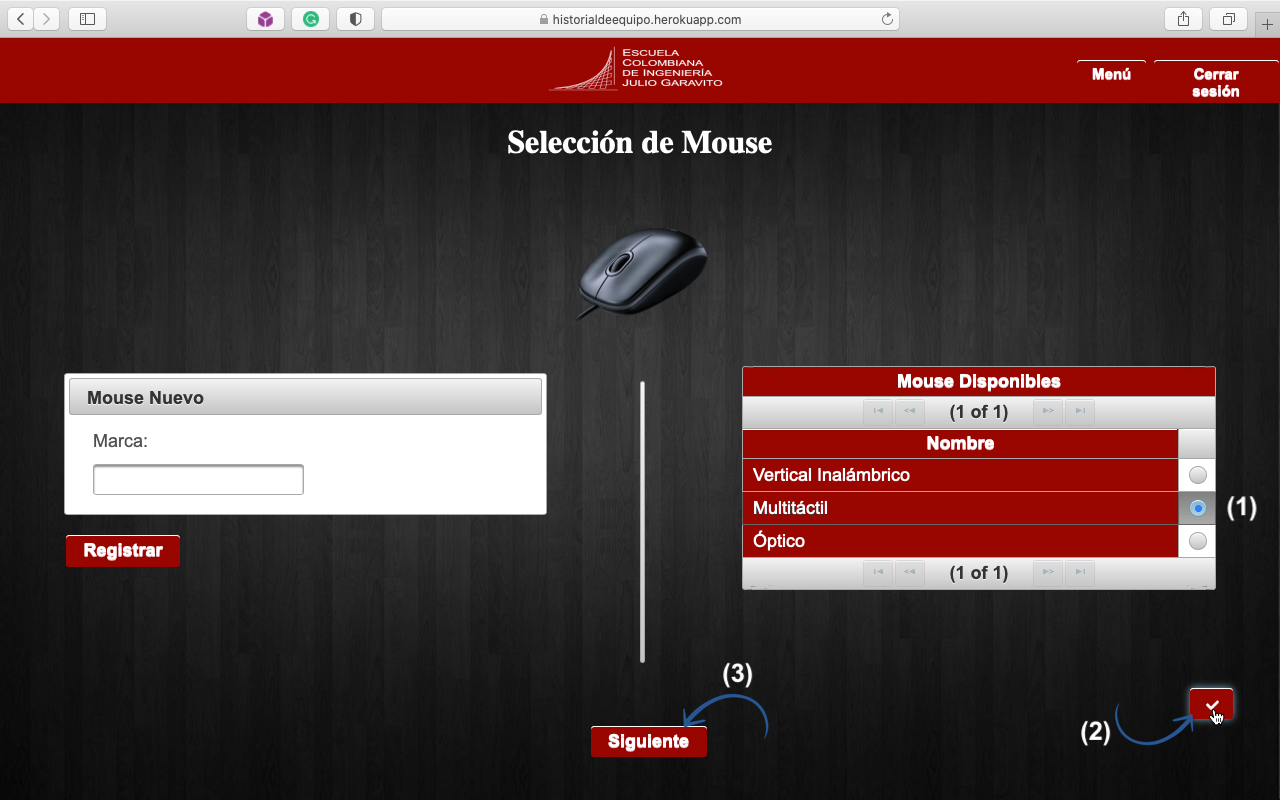 historialdeequipo.herokuapp.com
ESCUELA
COLOMBIANA
DE INGENIERÍA
JULIO GARAVITO
Menú
Cerrar
sesión
Selección de Mouse
Mouse Nuevo
Marca:
Registrar
Mouse Disponibles
(1 of 1)
Nombre
Vertical Inalámbrico
Multitáctil
(1)
Óptico
(1 of 1)
(3)
Siguiente
(2)